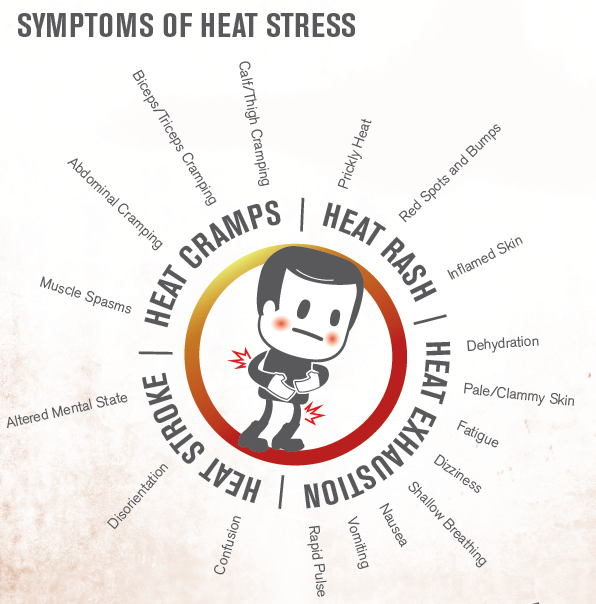 SYMPTOMS OF HEAT STRESS
HEAT CRAMPS
Muscle Spasms
Abdominal Cramping
Biceps/Triceps Cramping
Calf/Thigh Cramping
HEAT RASH
Prickly Heat
Red Spots and Bumps
Inflamed Skin
HEAT EXHAUSTION
Dehydration
Pale/Clammy Skin
Fatigue
Dizziness
Shallow Breathing
Nausea
Vomiting
Rapid Pulse
HEAT STROKE
Confusion
Disorientation
Altered Mental State